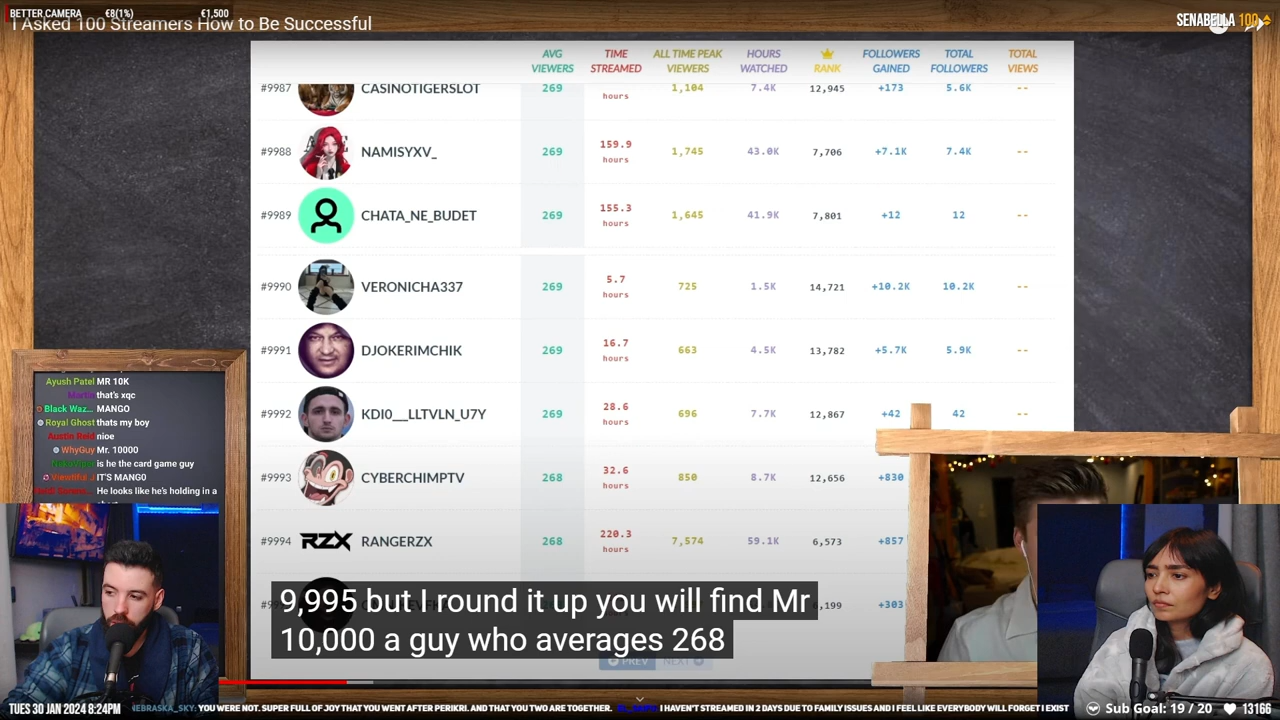 BETTER CAMERA €8(1%) €1,500
I Asked 100 Streamers How to Be Successful
SENABELLA 100
AVG VIEWERS
TIME STREAMED
ALL TIME PEAK VIEWERS
HOURS WATCHED
RANK
FOLLOWERS GAINED
TOTAL FOLLOWERS
TOTAL VIEWS
#9987 CASINOTIGERSLOT 269 hours 1,104 7.4K 12,945 +173 5.6K --
#9988 NAMISYXV_ 269 159.9 hours 1,745 43.0K 7,706 +7.1K 7.4K --
#9989 CHATA_NE_BUDET 269 155.3 hours 1,645 41.9K 7,801 +12 12 --
#9990 VERONICHA337 269 5.7 hours 725 1.5K 14,721 +10.2K 10.2K --
#9991 DJOKERIMCHIK 269 16.7 hours 663 4.5K 13,782 +5.7K 5.9K --
#9992 KDI0___LLTVLN_U7Y 269 28.6 hours 696 7.7K 12,867 +42 42 --
#9993 CYBERCHIMPTV 268 32.6 hours 850 8.7K 12,656 +830
#9994 RZX RANGERZX 268 220.3 hours 7,574 59.1K 6,573 +857
+303
PREV NEXT
9,995 but I round it up you will find Mr
10,000 a guy who averages 268
Ayush Patel MR 10K
that's xqc
Black Waz... MANGO
Royal Ghost thats my boy
Austin Reid nioe
WhyGuy Mr. 10000
is he the card game guy
IT'S MANG0
He looks like he's holding in a
TUES 30 JAN 2024 8:24PM
NEBRASKA_SKY: YOU WERE NOT. SUPER FULL OF JOY THAT YOU WENT AFTER PERIKRI. AND THAT YOU TWO ARE TOGETHER. I HAVEN'T STREAMED IN 2 DAYS DUE TO FAMILY ISSUES AND I FEEL LIKE EVERYBODY WILL FORGET I EXIST
Sub Goal: 19 / 20 13166